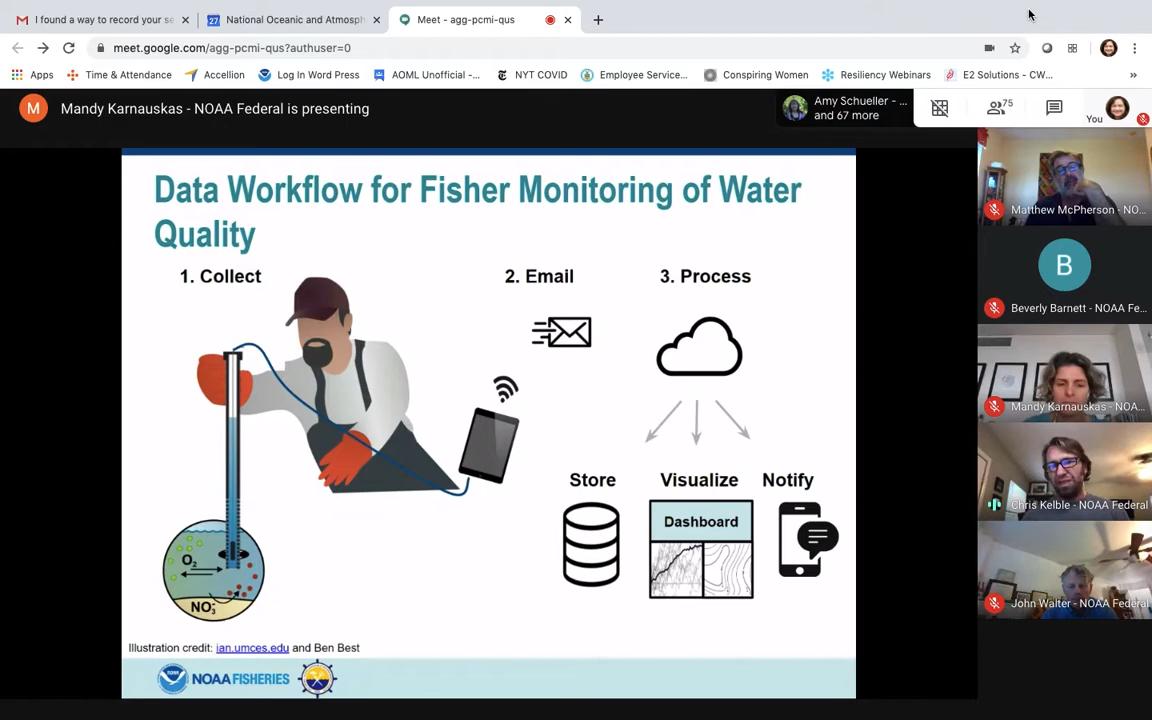 I found a way to record your se
27
National Oceanic and Atmosph
Meet - agg-pcmi-qus
meet.google.com/agg-pcmi-qus?authuser=0
Apps
Time & Attendance
Accellion
Log In Word Press
AOML Unofficial -...
NYT COVID
Employee Service...
Conspiring Women
Resiliency Webinars
E2 Solutions - CW...
»
M
Mandy Karnauskas - NOAA Federal is presenting
Amy Schueller - ...
and 67 more
75
You
Data Workflow for Fisher Monitoring of Water
Quality
1. Collect
2. Email
3. Process
Store
Visualize
Notify
Dashboard
O2
NO3-
Illustration credit: ian.umces.edu and Ben Best
NOAA FISHERIES
Matthew McPherson - NO...
B
Beverly Barnett - NOAA Fe...
Mandy Karnauskas - NOA...
Chris Kelble - NOAA Federal
John Walter - NOAA Federal